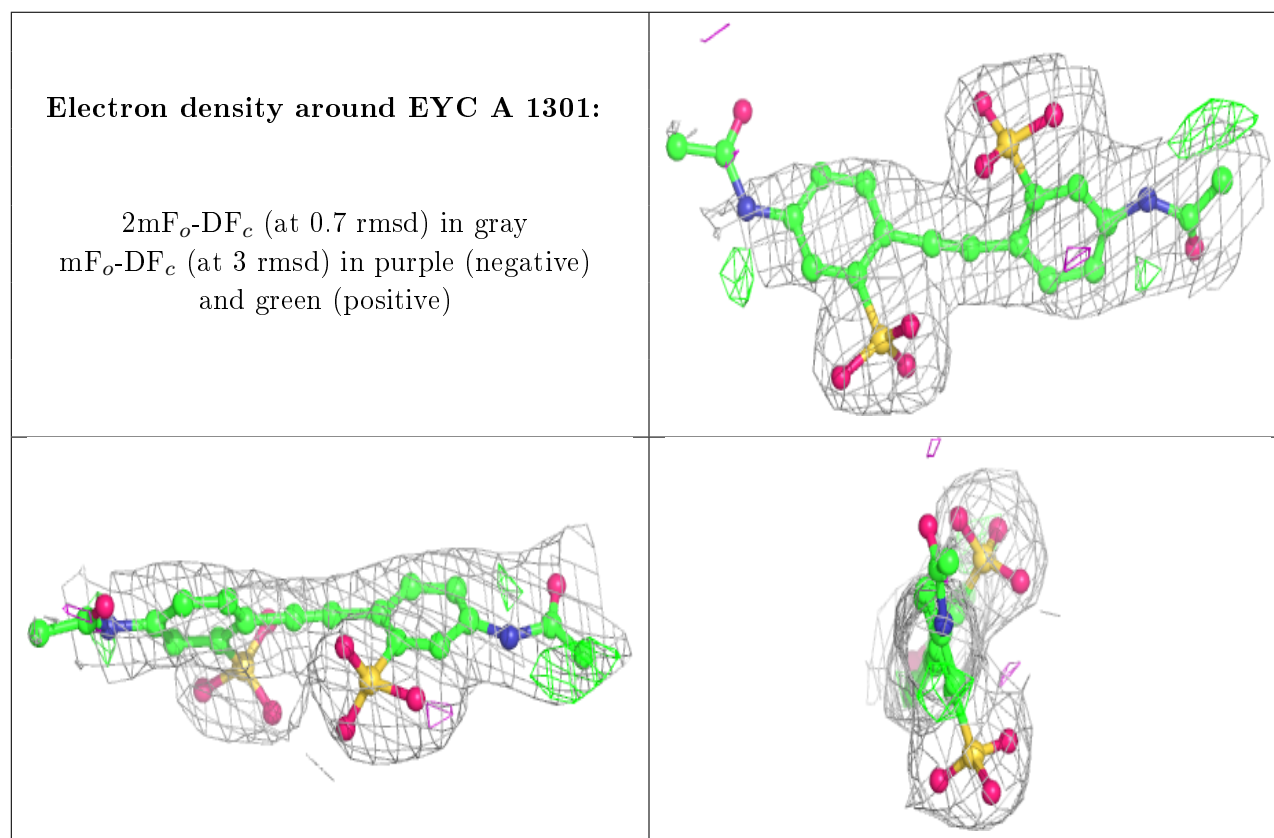 Electron density around EYC A 1301:
2mFₒ-DF𝑐 (at 0.7 rmsd) in gray
mFₒ-DF𝑐 (at 3 rmsd) in purple (negative)
and green (positive)